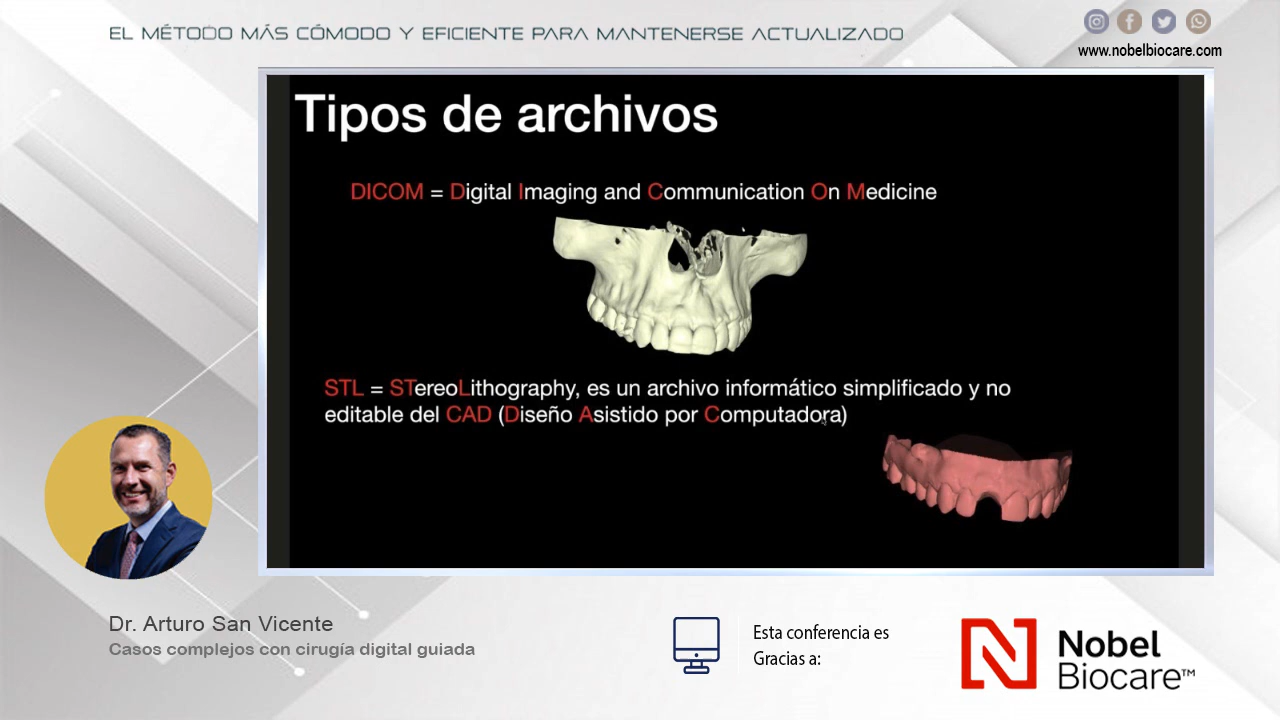 EL MÉTODO MÁS CÓMODO Y EFICIENTE PARA MANTENERSE ACTUALIZADO
www.nobelbiocare.com
Tipos de archivos
DICOM = Digital Imaging and Communication On Medicine
STL = STereoLithography, es un archivo informático simplificado y no
editable del CAD (Diseño Asistido por Computadora)
Dr. Arturo San Vicente
Casos complejos con cirugía digital guiada
Esta conferencia es
Gracias a:
Nobel
Biocare™